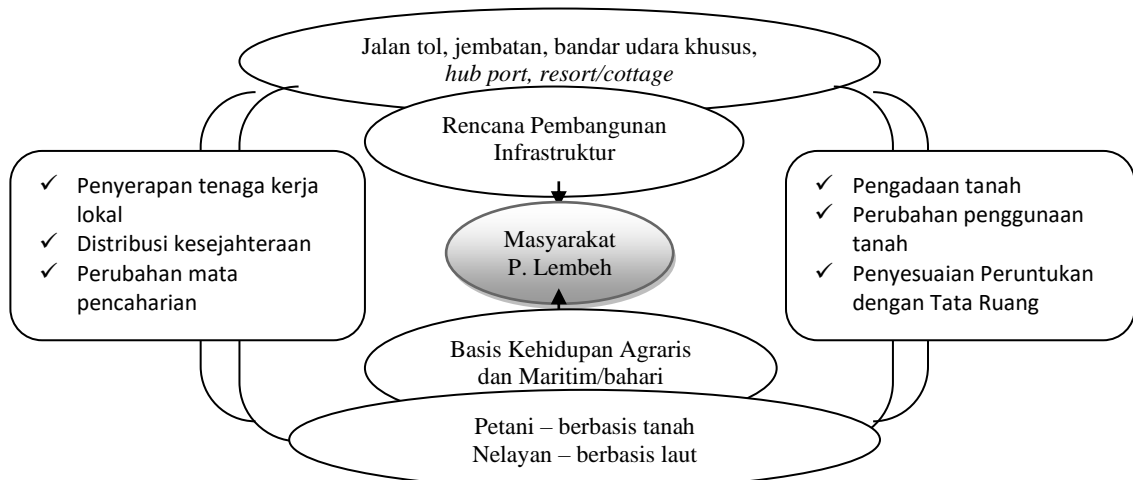 Jalan tol, jembatan, bandar udara khusus,
hub port, resort/cottage
Rencana Pembangunan
Infrastruktur
✓ Penyerapan tenaga kerja
lokal
✓ Distribusi kesejahteraan
✓ Perubahan mata
pencaharian
Masyarakat
P. Lembeh
✓ Pengadaan tanah
✓ Perubahan penggunaan
tanah
✓ Penyesuaian Peruntukan
dengan Tata Ruang
Basis Kehidupan Agraris
dan Maritim/bahari
Petani – berbasis tanah
Nelayan – berbasis laut